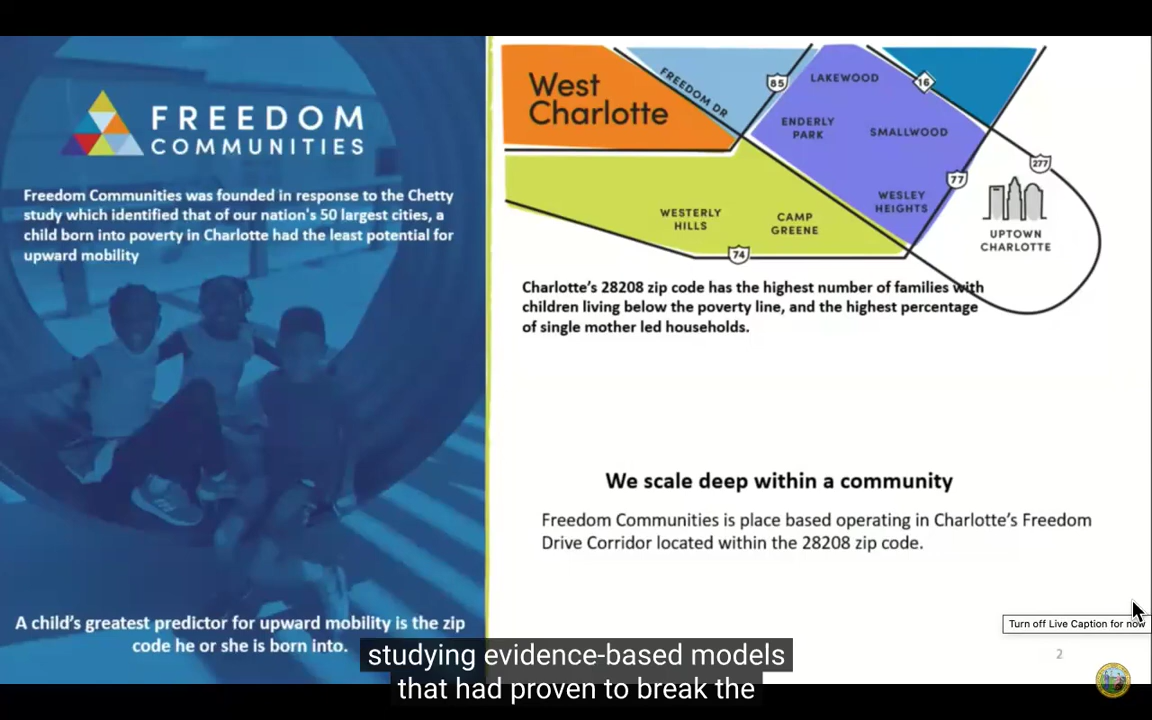 FREEDOM
COMMUNITIES
Freedom Communities was founded in response to the Chetty
study which identified that of our nation's 50 largest cities, a
child born into poverty in Charlotte had the least potential for
upward mobility
A child's greatest predictor for upward mobility is the zip
code he or she is born into.
West
Charlotte
FREEDOM DR
85
LAKEWOOD
16
ENDERLY
PARK
SMALLWOOD
277
77
WESLEY
HEIGHTS
WESTERLY
HILLS
CAMP
GREENE
UPTOWN
CHARLOTTE
74
Charlotte's 28208 zip code has the highest number of families with
children living below the poverty line, and the highest percentage
of single mother led households.
We scale deep within a community
Freedom Communities is place based operating in Charlotte's Freedom
Drive Corridor located within the 28208 zip code.
Turn off Live Caption for now
2
studying evidence-based models
that had proven to break the